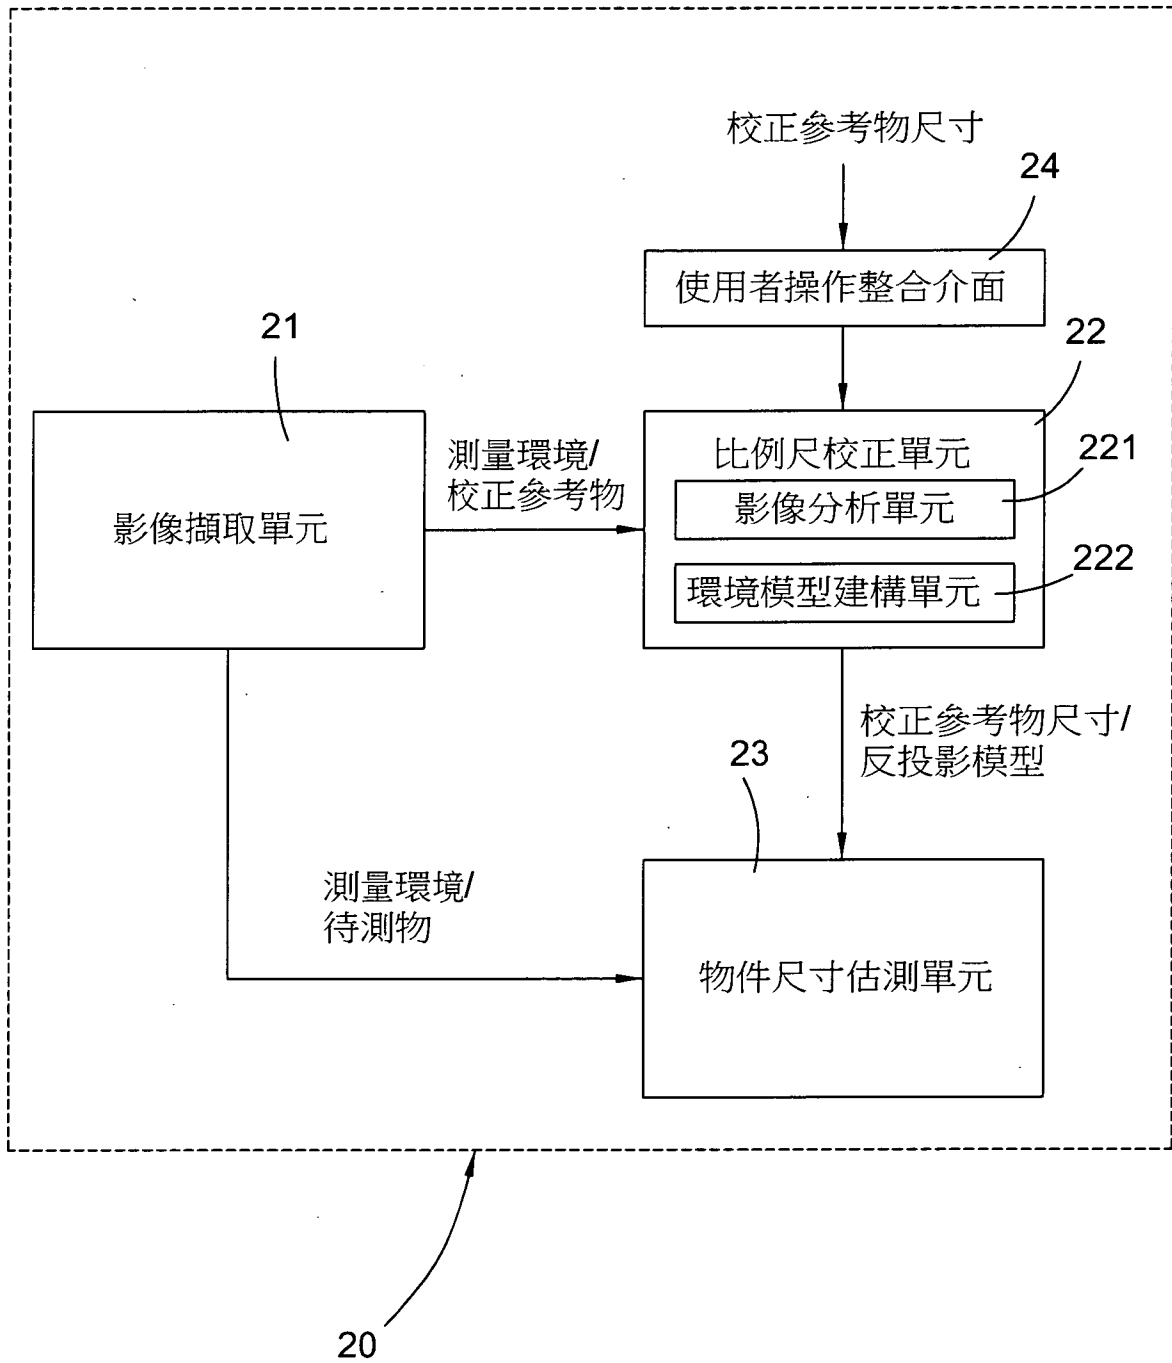 校正參考物尺寸
24
使用者操作整合介面
21
22
影像擷取單元
測量環境/
校正參考物
比例尺校正單元
221
影像分析單元
222
環境模型建構單元
校正參考物尺寸/
反投影模型
23
測量環境/
待測物
物件尺寸估測單元
20